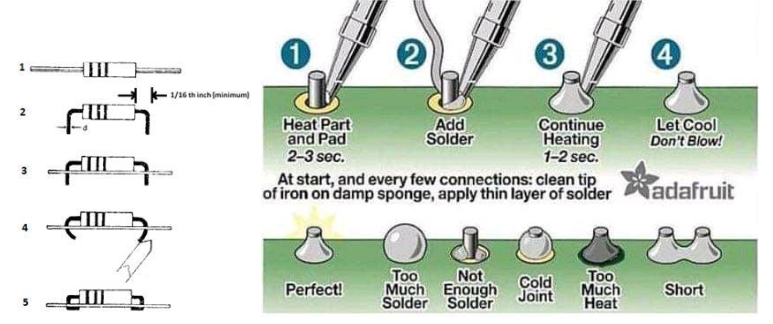 1
2
1/16 th inch (minimum)
d
3
4
5
1
2
3
4
Heat Part
and Pad
2-3 sec.
Add
Solder
Continue
Heating
1-2 sec.
Let Cool
Don't Blow!
At start, and every few connections: clean tip
of iron on damp sponge, apply thin layer of solder
adafruit
Perfect!
Too
Much
Solder
Not
Enough
Solder
Cold
Joint
Too
Much
Heat
Short